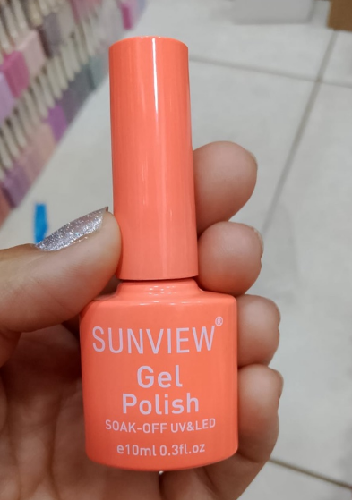 SUNVIEW®
Gel
Polish
SOAK-OFF UV&LED
e10ml 0.3fl.oz